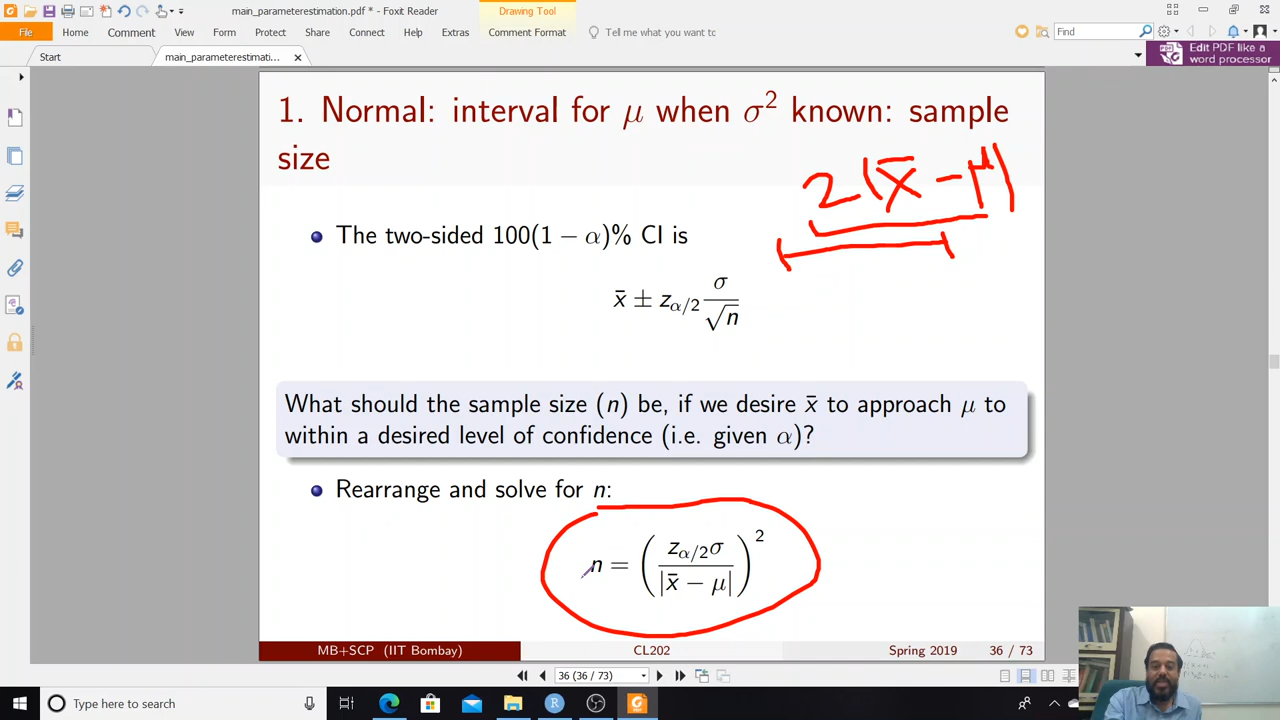 main_parameterestimation.pdf * - Foxit Reader
Drawing Tool
File Home Comment View Form Protect Share Connect Help Extras Comment Format Tell me what you want to
Find
Start main_parameterestimati...
Edit PDF like a
word processor
1. Normal: interval for μ when σ² known: sample
size
2|x̄ − μ|
The two-sided 100(1 − α)% CI is
x̄ ± z_{α/2} σ/√n
What should the sample size (n) be, if we desire x̄ to approach μ to
within a desired level of confidence (i.e. given α)?
Rearrange and solve for n:
n = (z_{α/2}σ / |x̄ − μ|)²
MB+SCP (IIT Bombay) CL202 Spring 2019 36 / 73
36 (36 / 73)
Type here to search